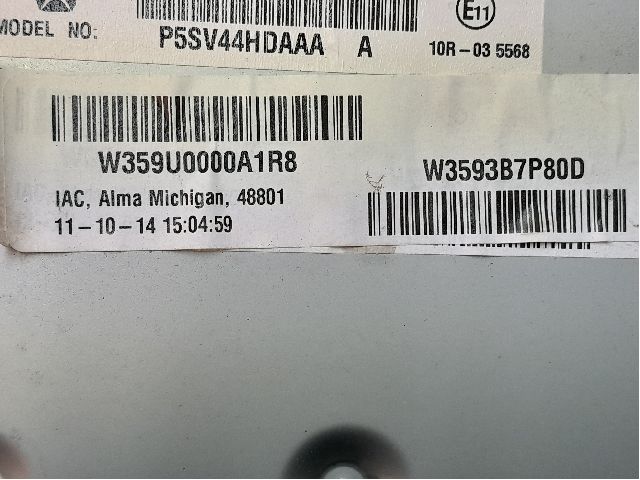 MODEL NO: P5SV44HDAAA A
E11
10R-03 5568
W359U0000A1R8
W3593B7P80D
IAC, Alma Michigan, 48801
11-10-14 15:04:59